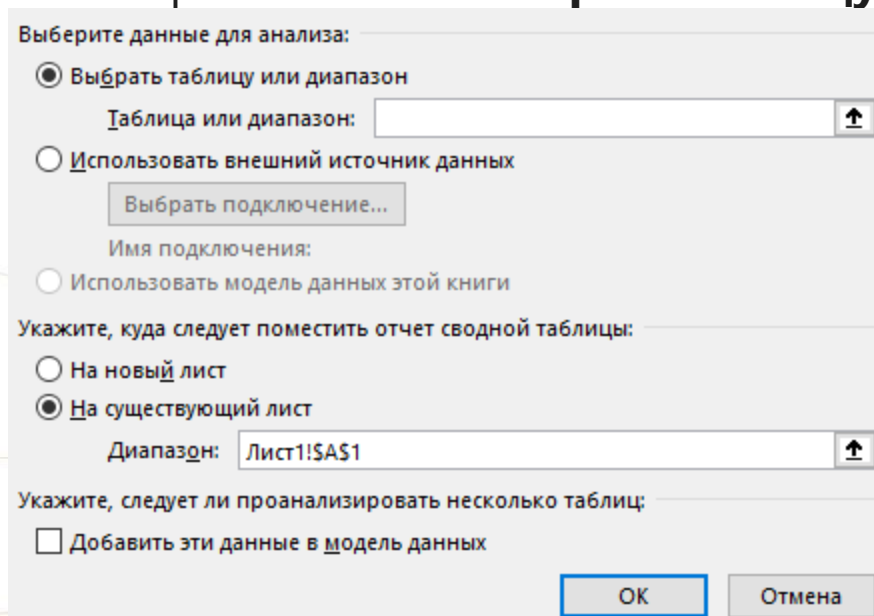 Выберите данные для анализа:
Выбрать таблицу или диапазон
Таблица или диапазон:
Использовать внешний источник данных
Выбрать подключение...
Имя подключения:
Использовать модель данных этой книги
Укажите, куда следует поместить отчет сводной таблицы:
На новый лист
На существующий лист
Диапазон: Лист1!$A$1
Укажите, следует ли проанализировать несколько таблиц:
Добавить эти данные в модель данных
ОК Отмена